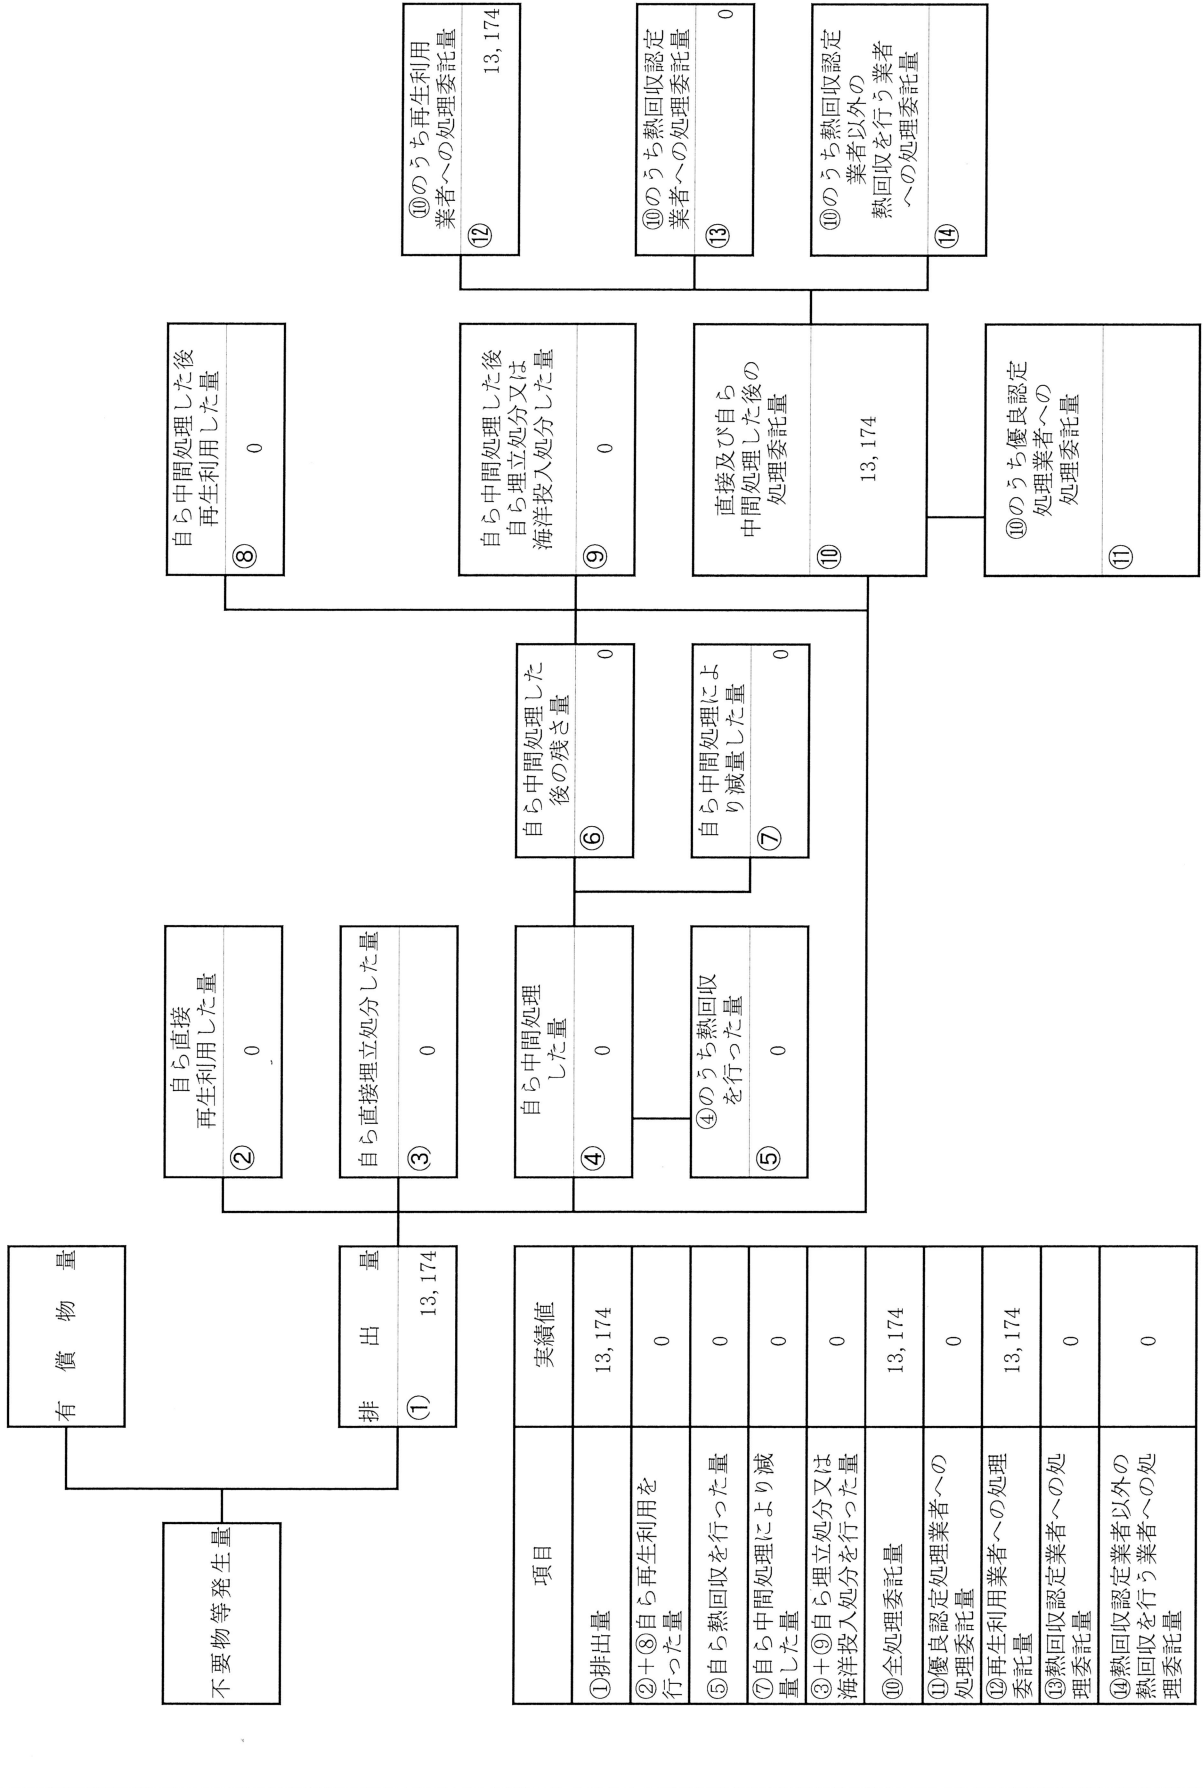 有償物量
不要物等発生量
排出量
① 13,174
自ら直接
再生利用した量
② 0
自ら直接埋立処分した量
③ 0
自ら中間処理
した量
④ 0
④のうち熱回収
を行った量
⑤ 0
自ら中間処理した
後の残さ量
⑥ 0
自ら中間処理によ
り減量した量
⑦ 0
自ら中間処理した後
再生利用した量
⑧ 0
自ら中間処理した後
自ら埋立処分又は
海洋投入処分した量
⑨ 0
直接及び自ら
中間処理した後の
処理委託量
⑩ 13,174
⑩のうち優良認定
処理業者への
処理委託量
⑪
⑩のうち再生利用
業者への処理委託量
⑫ 13,174
⑩のうち熱回収認定
業者への処理委託量
⑬ 0
⑩のうち熱回収認定
業者以外の
熱回収を行う業者
への処理委託量
⑭
項目 実績値
①排出量 13,174
②+⑧自ら再生利用を
行った量 0
⑤自ら熱回収を行った量 0
⑦自ら中間処理により減
量した量 0
③+⑨自ら埋立処分又は
海洋投入処分を行った量 0
⑩全処理委託量 13,174
⑪優良認定処理業者への
処理委託量 0
⑫再生利用業者への処理
委託量 13,174
⑬熱回収認定業者への処
理委託量 0
⑭熱回収認定業者以外の
熱回収を行う業者への処
理委託量 0